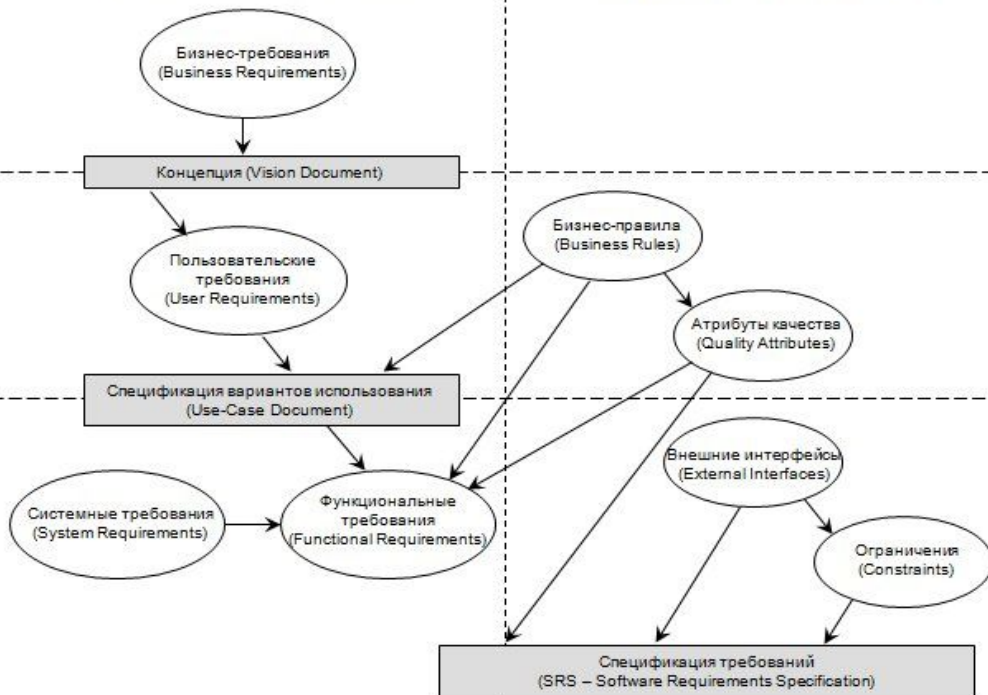 Бизнес-требования
(Business Requirements)
Концепция (Vision Document)
Бизнес-правила
(Business Rules)
Пользовательские
требования
(User Requirements)
Атрибуты качества
(Quality Attributes)
Спецификация вариантов использования
(Use-Case Document)
Внешние интерфейсы
(External Interfaces)
Системные требования
(System Requirements)
Функциональные
требования
(Functional Requirements)
Ограничения
(Constraints)
Спецификация требований
(SRS – Software Requirements Specification)